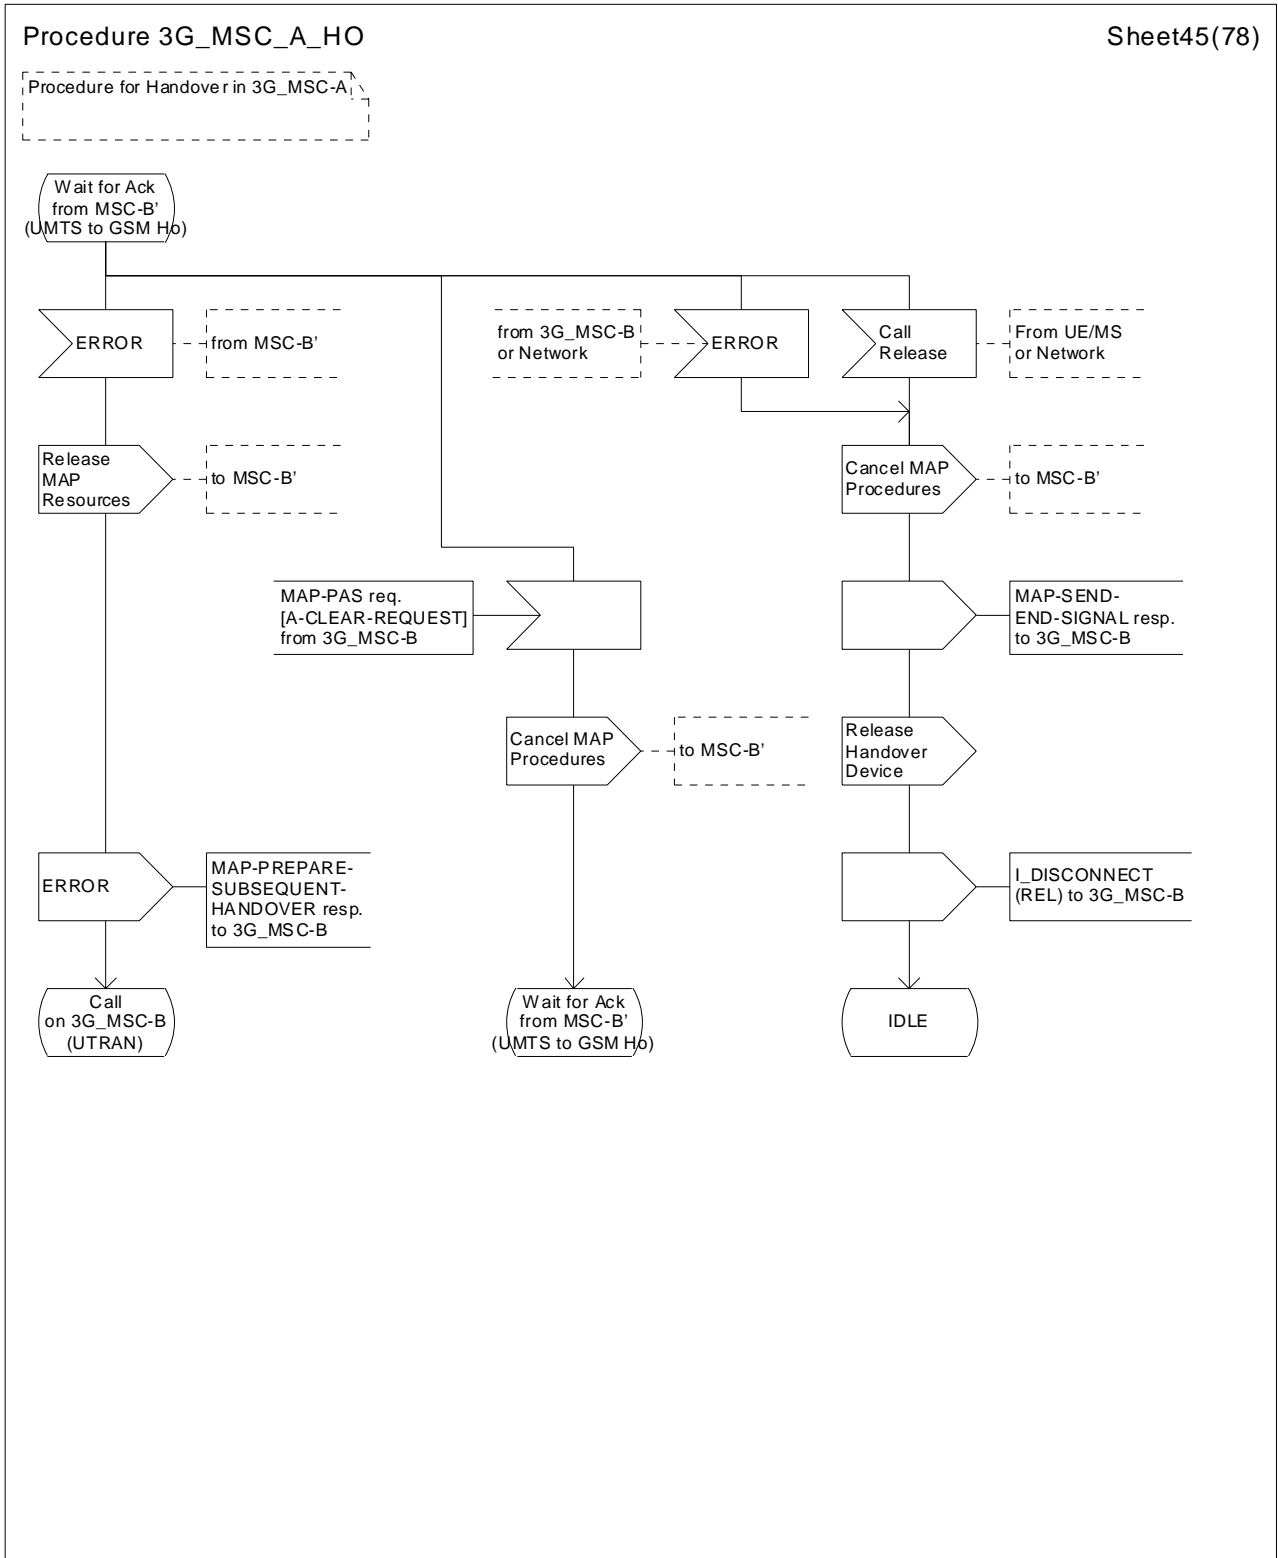 Procedure 3G_MSC_A_HO
Sheet45(78)
Procedure for Handover in 3G_MSC-A
Wait for Ack
from MSC-B'
(UMTS to GSM Ho)
ERROR
from MSC-B'
from 3G_MSC-B
or Network
ERROR
Call
Release
From UE/MS
or Network
Release
MAP
Resources
to MSC-B'
Cancel MAP
Procedures
to MSC-B'
MAP-PAS req.
[A-CLEAR-REQUEST]
from 3G_MSC-B
MAP-SEND-
END-SIGNAL resp.
to 3G_MSC-B
Cancel MAP
Procedures
to MSC-B'
Release
Handover
Device
ERROR
MAP-PREPARE-
SUBSEQUENT-
HANDOVER resp.
to 3G_MSC-B
I_DISCONNECT
(REL) to 3G_MSC-B
Call
on 3G_MSC-B
(UTRAN)
Wait for Ack
from MSC-B'
(UMTS to GSM Ho)
IDLE